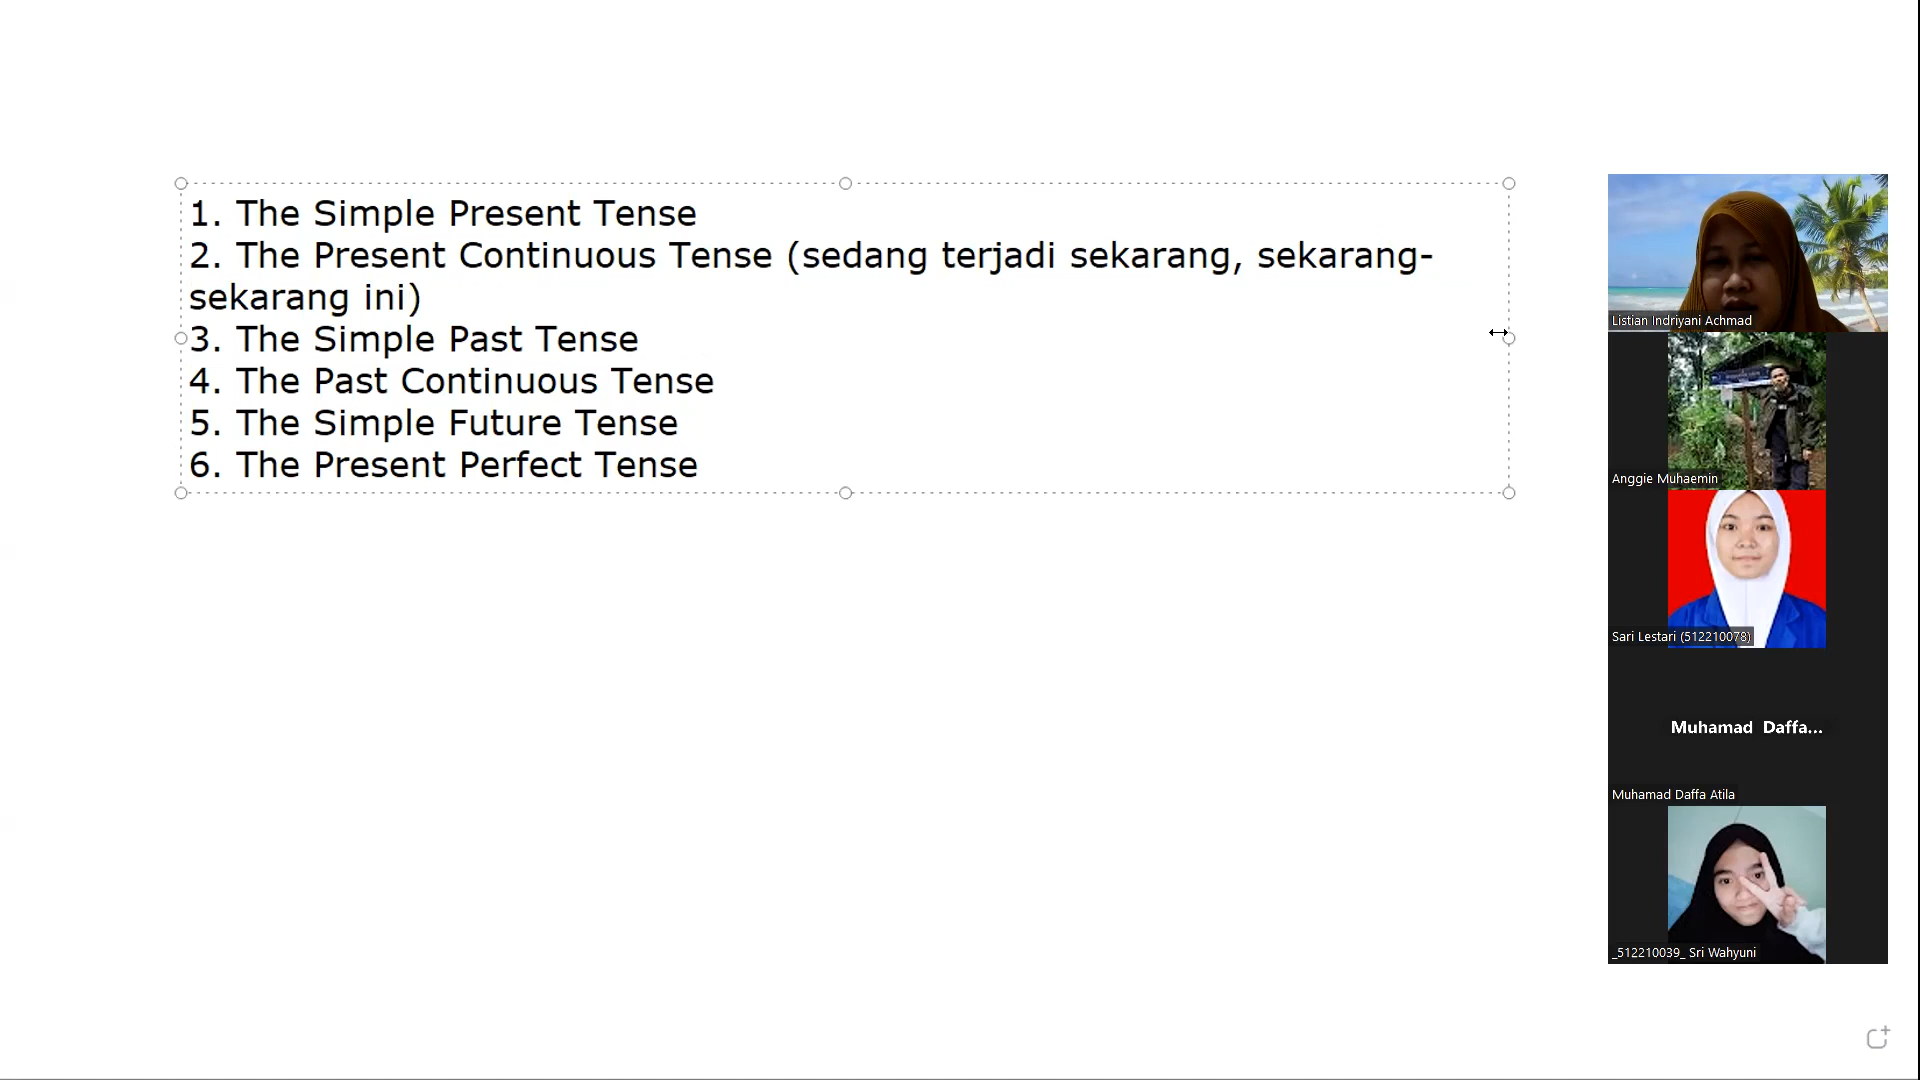 1. The Simple Present Tense
2. The Present Continuous Tense (sedang terjadi sekarang, sekarang-
sekarang ini)
3. The Simple Past Tense
4. The Past Continuous Tense
5. The Simple Future Tense
6. The Present Perfect Tense
Listian Indriyani Achmad
Anggie Muhaemin
Sari Lestari (512210078)
Muhamad Daffa...
Muhamad Daffa Atila
_512210039_ Sri Wahyuni